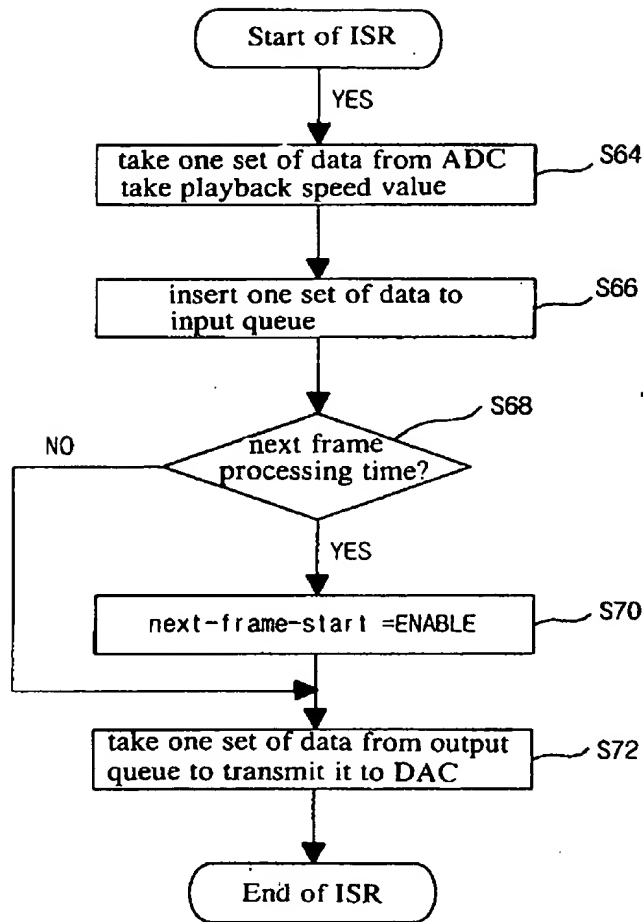 Start of ISR
YES
take one set of data from ADC
take playback speed value
S64
insert one set of data to
input queue
S66
S68
NO
next frame
processing time?
YES
next-frame-start =ENABLE
S70
take one set of data from output
queue to transmit it to DAC
S72
End of ISR